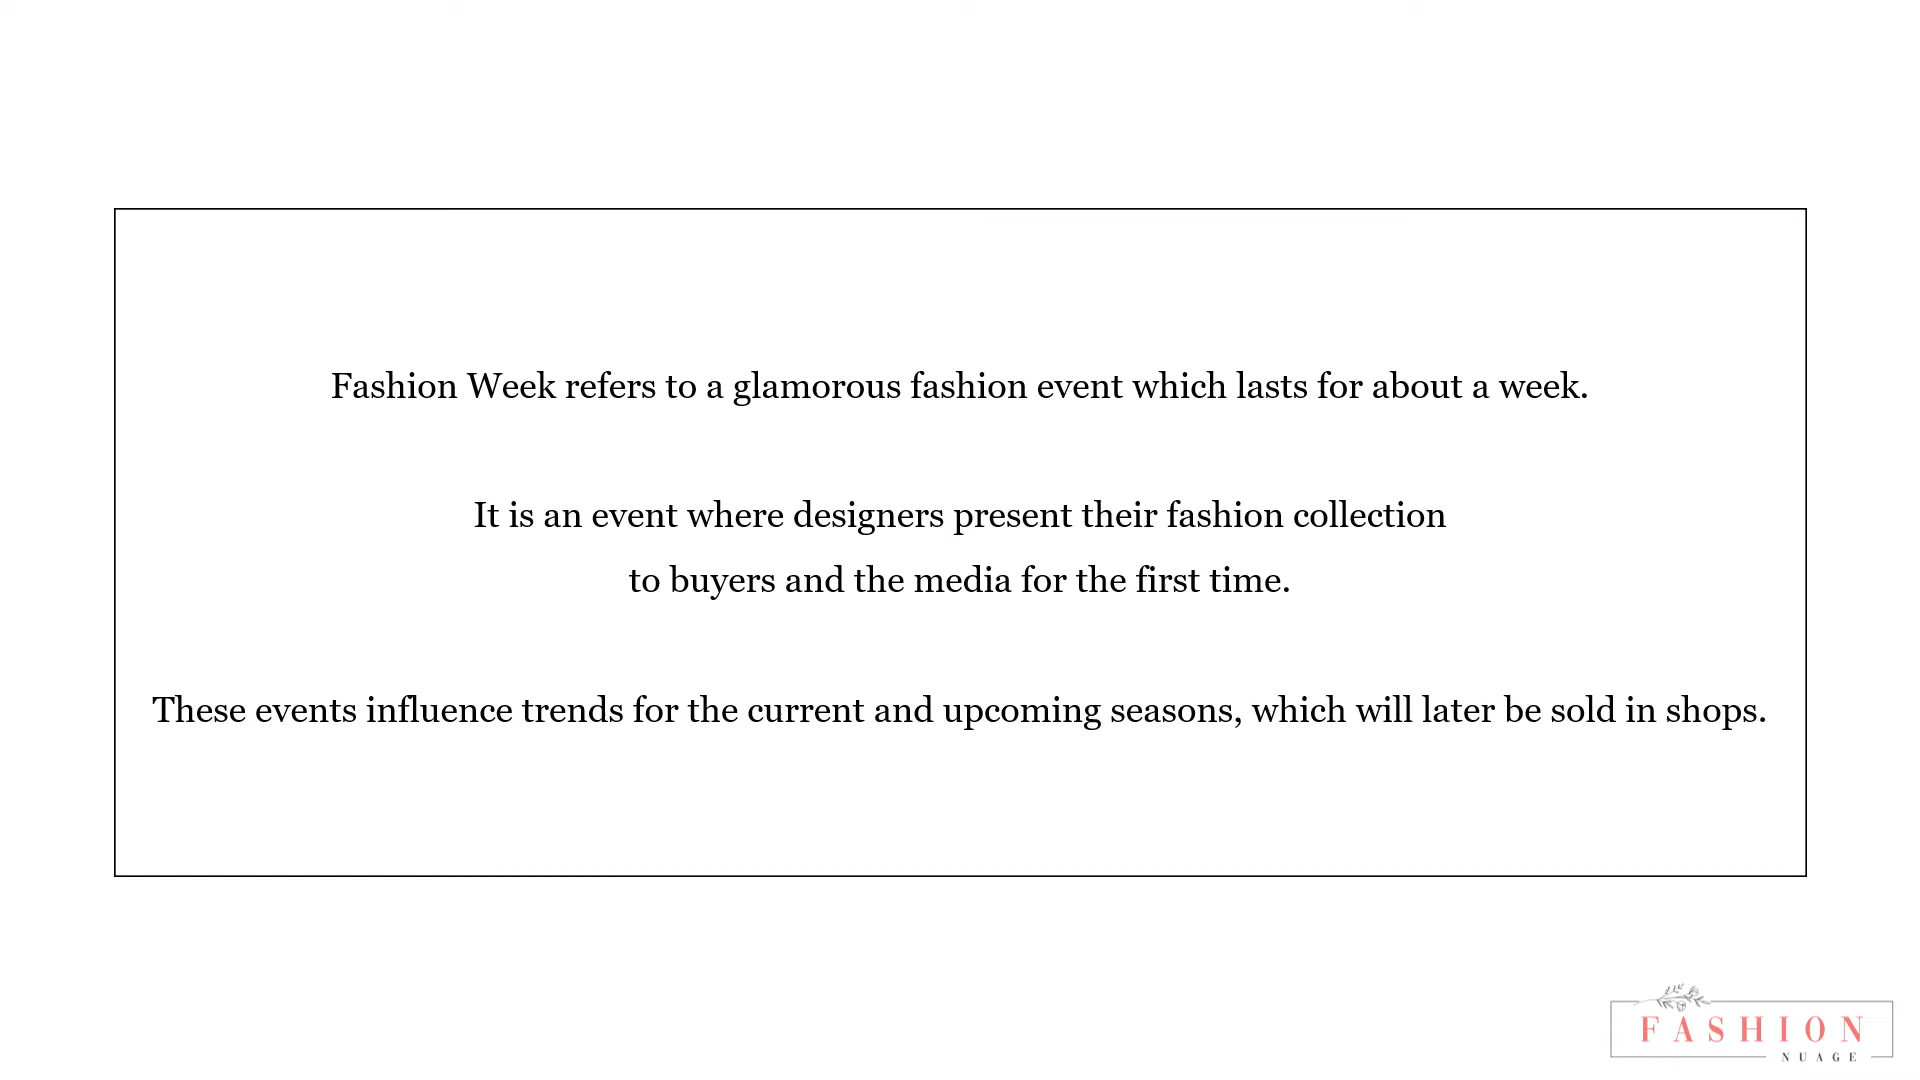 Fashion Week refers to a glamorous fashion event which lasts for about a week.
It is an event where designers present their fashion collection
to buyers and the media for the first time.
These events influence trends for the current and upcoming seasons, which will later be sold in shops.
FASHION
NUAGE